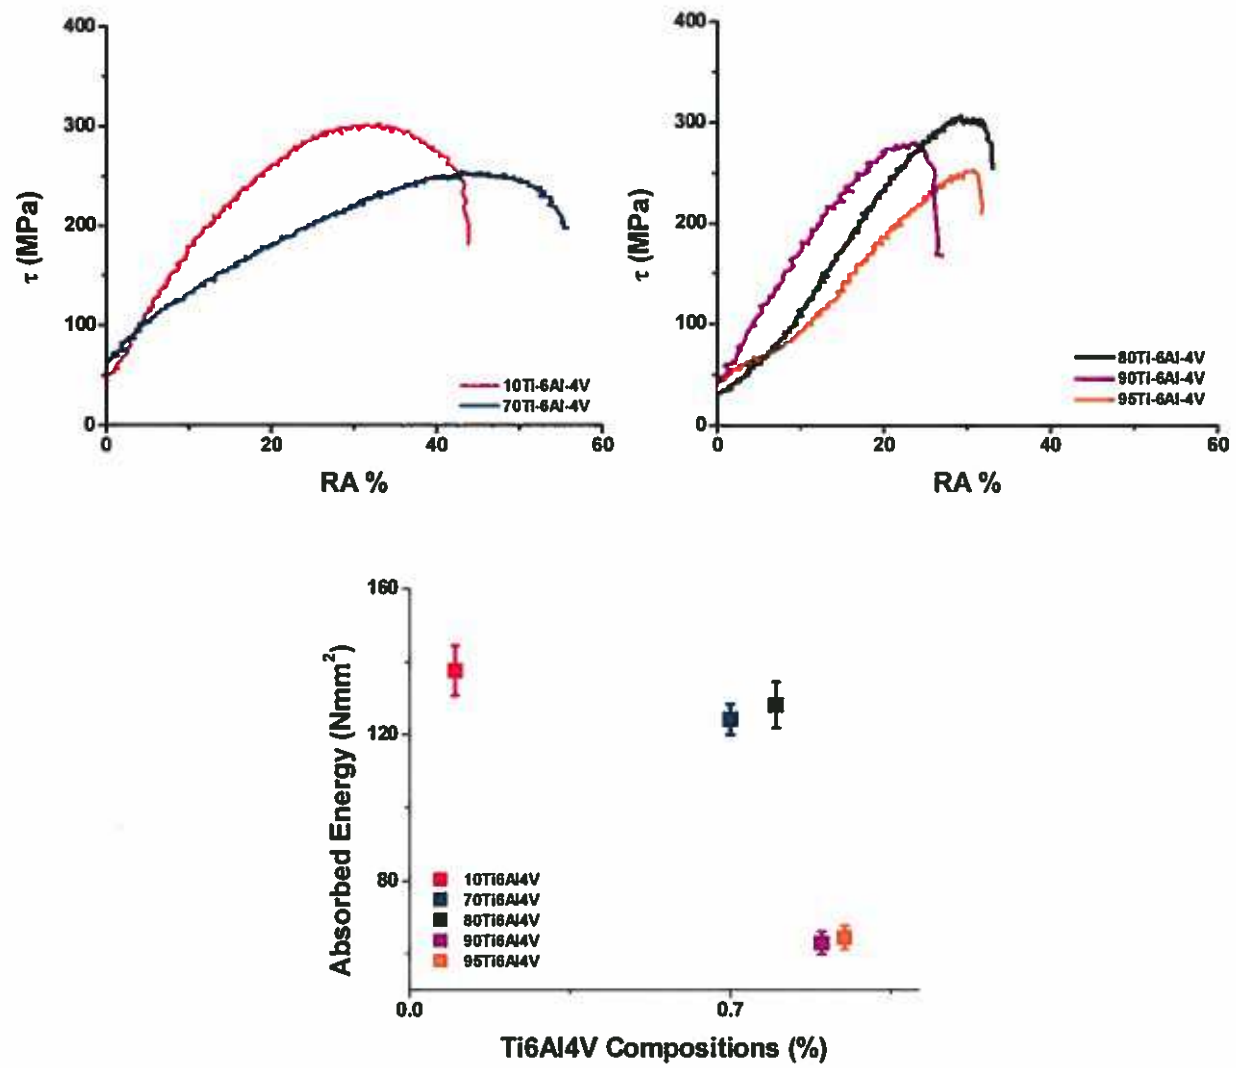 400
300
200
100
0
τ (MPa)
0 20 40 60
RA %
10Ti-6Al-4V
70Ti-6Al-4V
400
300
200
100
0
τ (MPa)
0 20 40 60
RA %
80Ti-6Al-4V
90Ti-6Al-4V
95Ti-6Al-4V
160
120
80
Absorbed Energy (Nmm²)
10Ti6Al4V
70Ti6Al4V
80Ti6Al4V
90Ti6Al4V
95Ti6Al4V
0.0 0.7
Ti6Al4V Compositions (%)